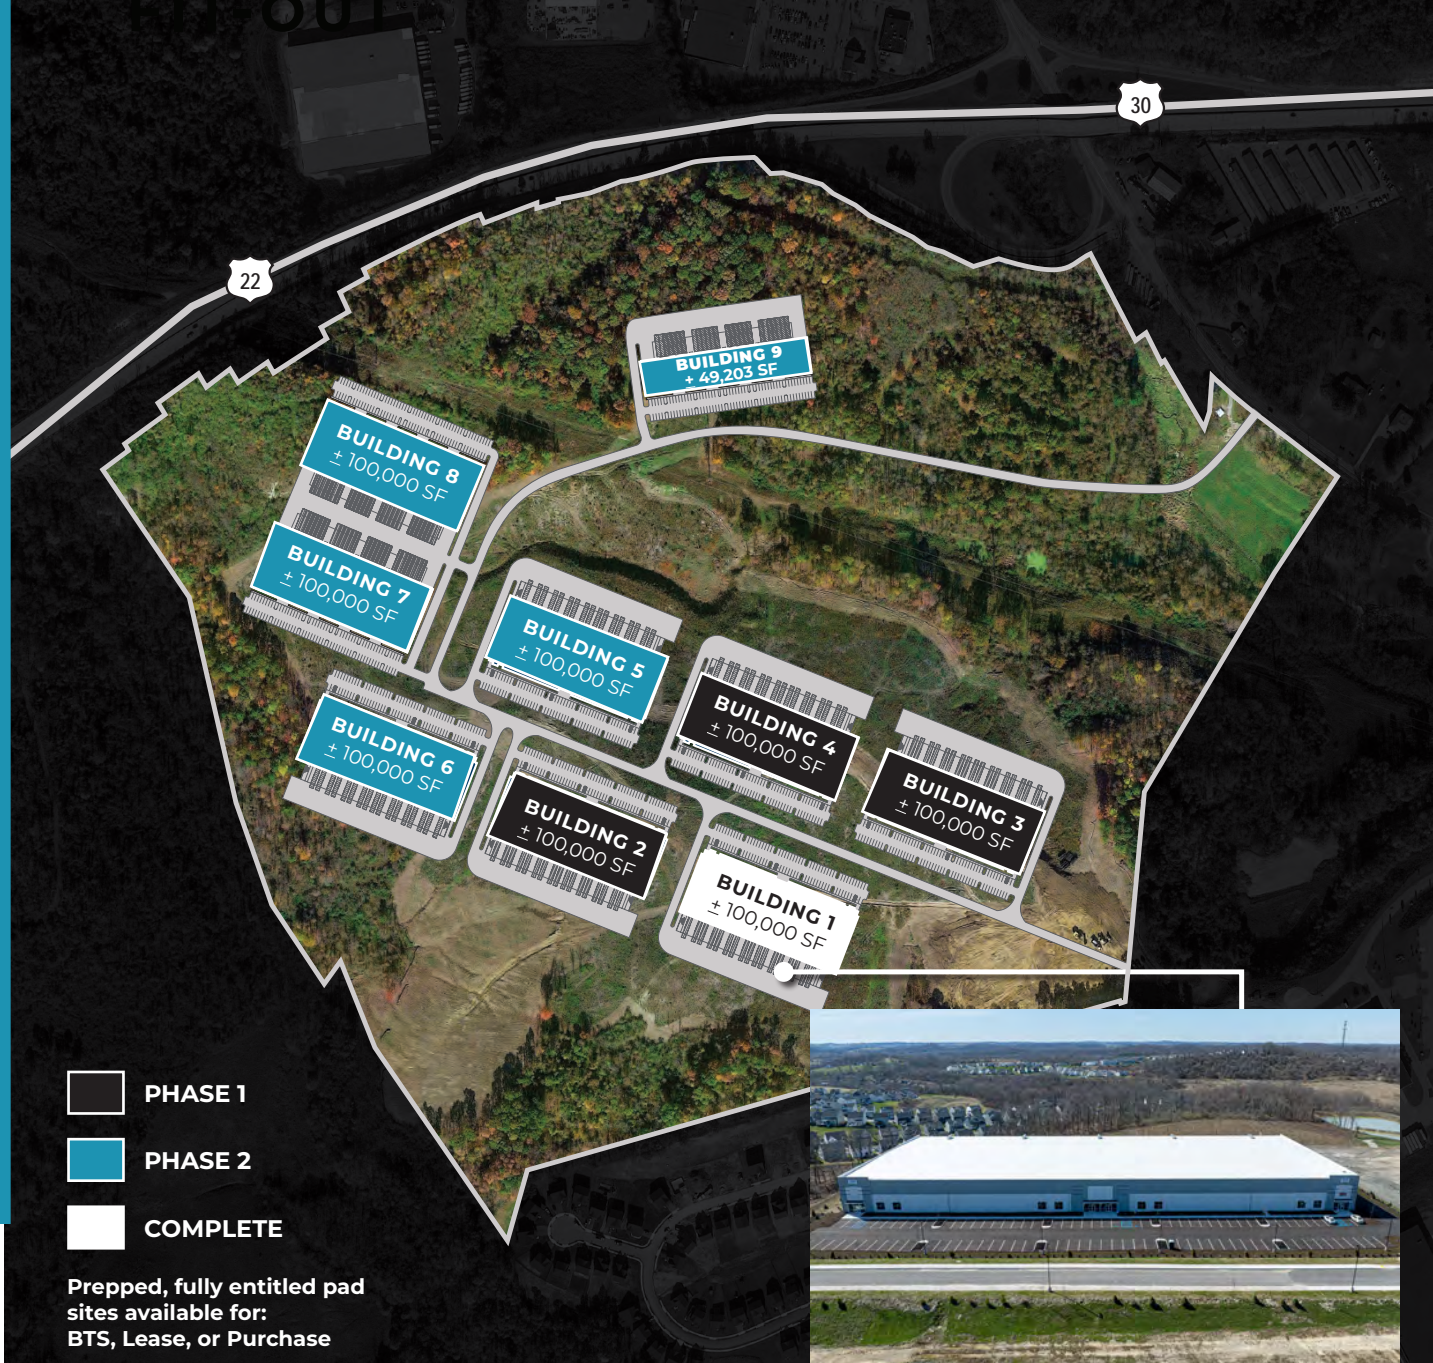 FIT-OUT
30
22
BUILDING 9
+ 49,203 SF
BUILDING 8
± 100,000 SF
BUILDING 7
± 100,000 SF
BUILDING 5
± 100,000 SF
BUILDING 4
± 100,000 SF
BUILDING 6
± 100,000 SF
BUILDING 3
± 100,000 SF
BUILDING 2
± 100,000 SF
BUILDING 1
± 100,000 SF
PHASE 1
PHASE 2
COMPLETE
Prepped, fully entitled pad
sites available for:
BTS, Lease, or Purchase